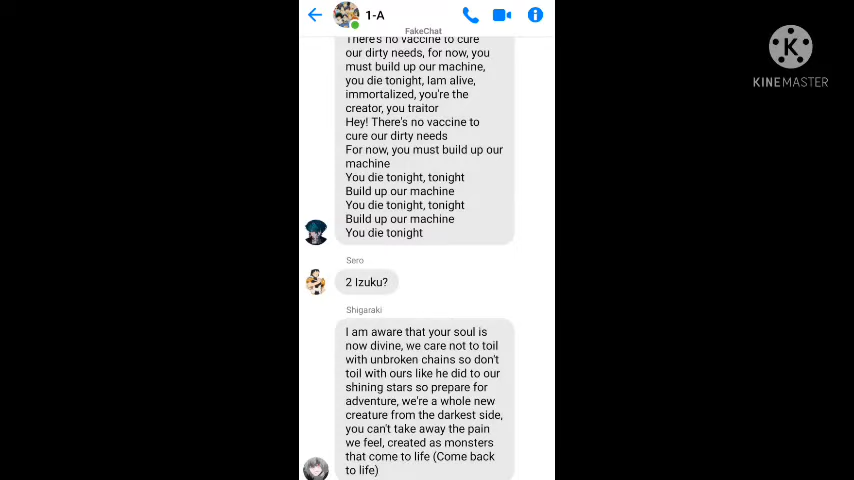 1-A
FakeChat
There's no vaccine to cure
our dirty needs, for now, you
must build up our machine,
you die tonight, Iam alive,
immortalized, you're the
creator, you traitor
Hey! There's no vaccine to
cure our dirty needs
For now, you must build up our
machine
You die tonight, tonight
Build up our machine
You die tonight, tonight
Build up our machine
You die tonight
Sero
2 Izuku?
Shigaraki
I am aware that your soul is
now divine, we care not to toil
with unbroken chains so don't
toil with ours like he did to our
shining stars so prepare for
adventure, we're a whole new
creature from the darkest side,
you can't take away the pain
we feel, created as monsters
that come to life (Come back
to life)
K
KINEMASTER